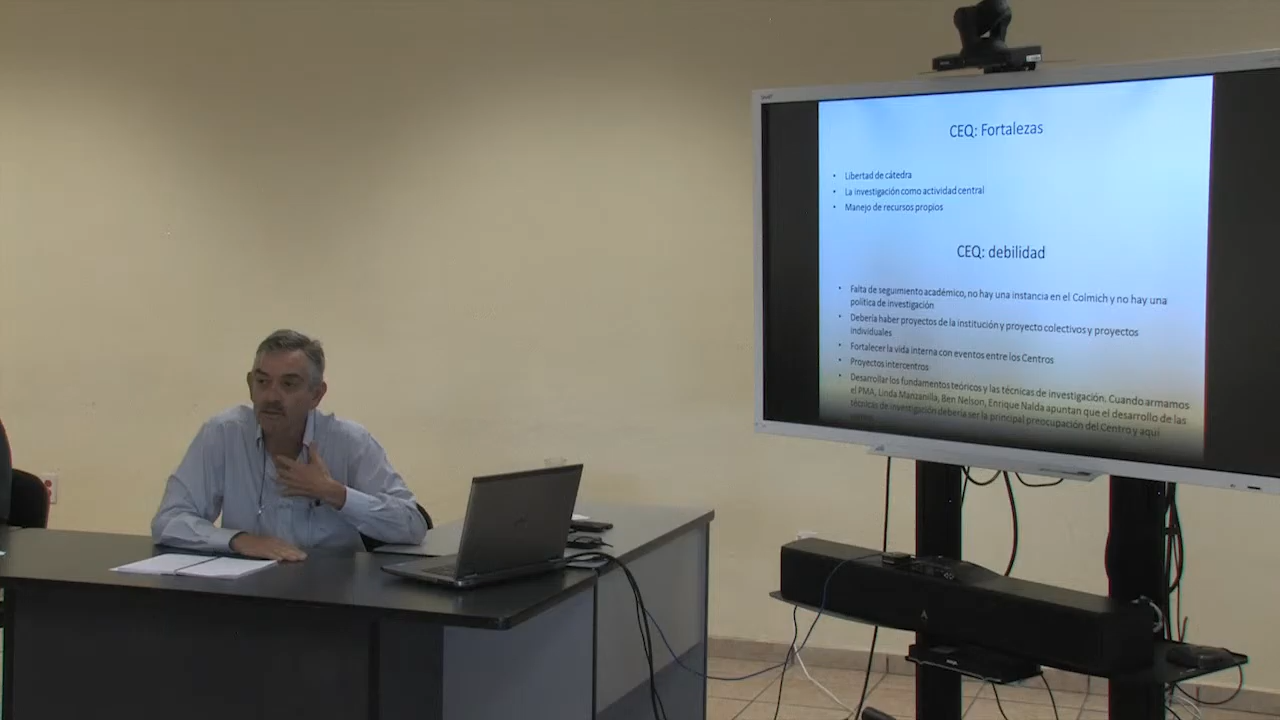 CEQ: Fortalezas
• Libertad de cátedra
• La investigación como actividad central
• Manejo de recursos propios
CEQ: debilidad
• Falta de seguimiento académico, no hay una instancia en el Colmich y no hay una
política de investigación
• Debería haber proyectos de la institución y proyecto colectivos y proyectos
individuales
• Fortalecer la vida interna con eventos entre los Centros
• Proyectos intercentros
• Desarrollar los fundamentos teóricos y las técnicas de investigación. Cuando armamos
el PMA, Linda Manzanilla, Ben Nelson, Enrique Nalda apuntan que el desarrollo de las
técnicas de investigación debería ser la principal preocupación del Centro y aquí